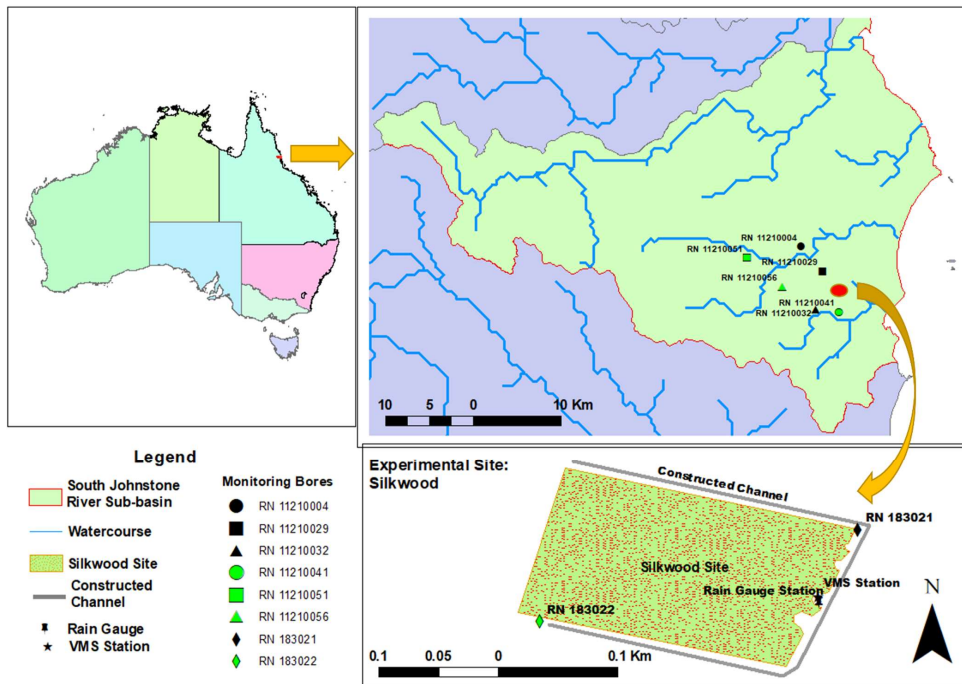 RN 11210004
RN 11210051
RN 11210029
RN 11210056
RN 11210041
RN 11210032
10 5 0 10 Km
Legend
South Johnstone
River Sub-basin
Watercourse
Silkwood Site
Constructed
Channel
Rain Gauge
VMS Station
Monitoring Bores
RN 11210004
RN 11210029
RN 11210032
RN 11210041
RN 11210051
RN 11210056
RN 183021
RN 183022
Experimental Site:
Silkwood
Constructed Channel
RN 183021
Silkwood Site
VMS Station
Rain Gauge Station
RN 183022
N
0.1 0.05 0 0.1 Km